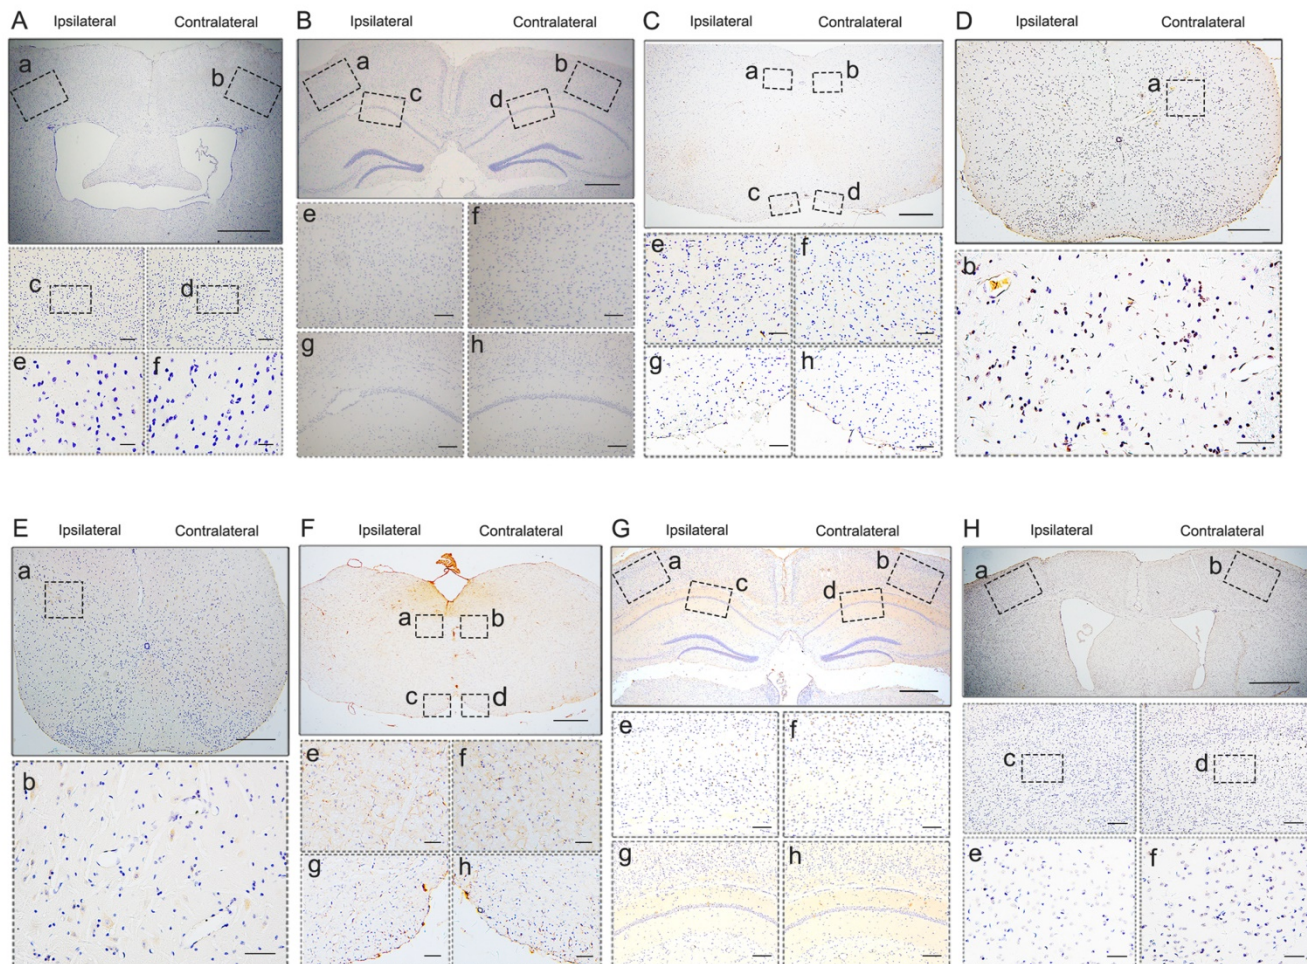 A Ipsilateral Contralateral
a b
c d
e f
B Ipsilateral Contralateral
a b
c d
e f
g h
C Ipsilateral Contralateral
a b
c d
e f
g h
D Ipsilateral Contralateral
a
b
E Ipsilateral Contralateral
a
b
F Ipsilateral Contralateral
a b
c d
e f
g h
G Ipsilateral Contralateral
a b
c d
e f
g h
H Ipsilateral Contralateral
a b
c d
e f